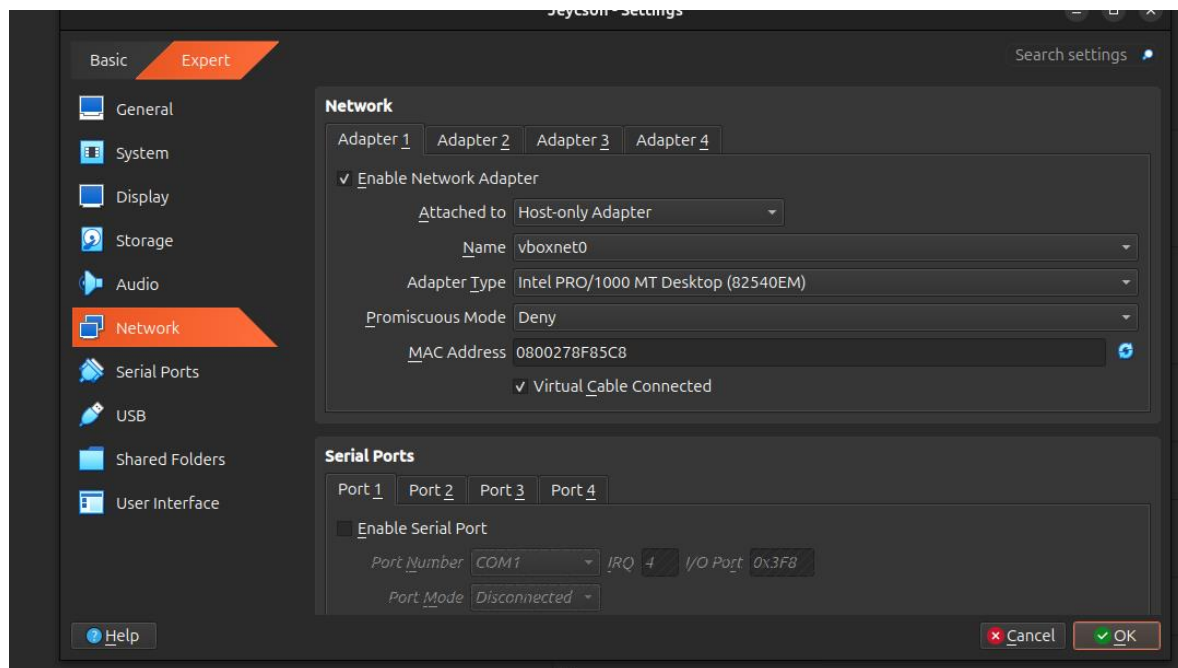 Jeycson - Settings
Basic
Expert
Search settings
General
System
Display
Storage
Audio
Network
Serial Ports
USB
Shared Folders
User Interface
Network
Adapter 1 Adapter 2 Adapter 3 Adapter 4
Enable Network Adapter
Attached to Host-only Adapter
Name vboxnet0
Adapter Type Intel PRO/1000 MT Desktop (82540EM)
Promiscuous Mode Deny
MAC Address 0800278F85C8
Virtual Cable Connected
Serial Ports
Port 1 Port 2 Port 3 Port 4
Enable Serial Port
Port Number COM1 IRQ 4 I/O Port 0x3F8
Port Mode Disconnected
Help
Cancel
OK